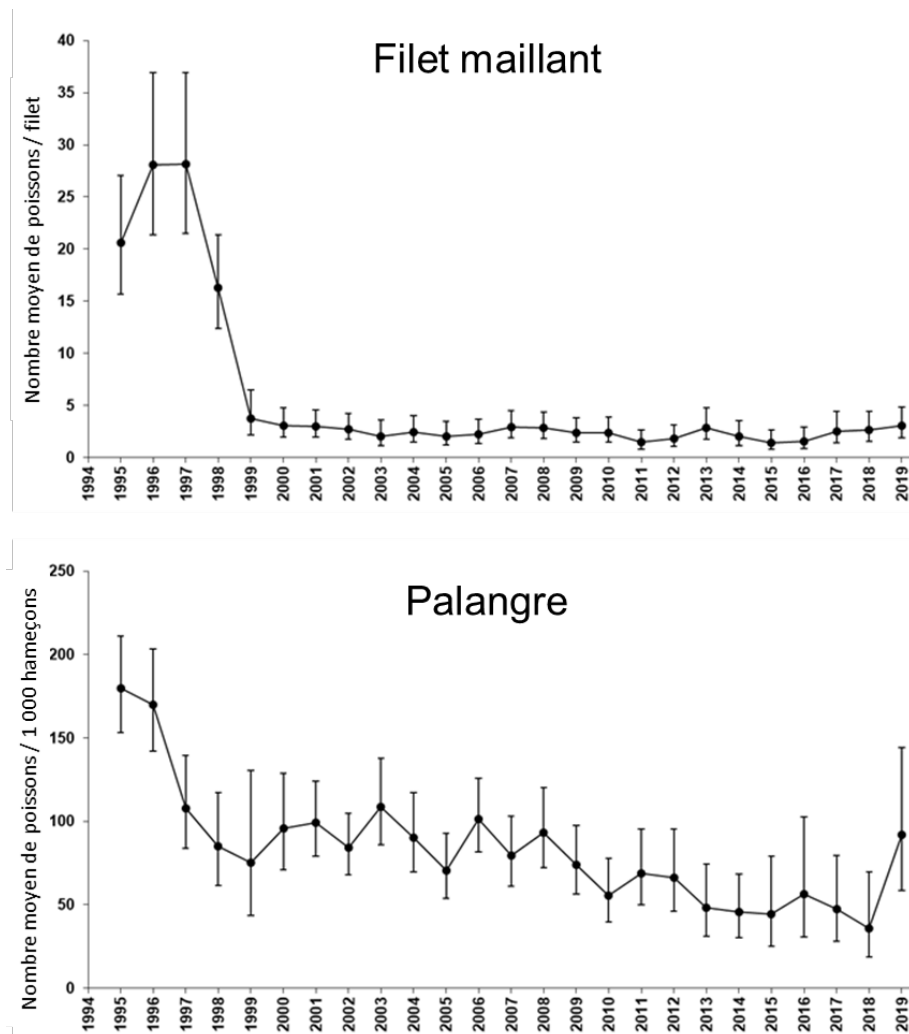 Filet maillant
Nombre moyen de poissons / filet
40
35
30
25
20
15
10
5
0
1994 1995 1996 1997 1998 1999 2000 2001 2002 2003 2004 2005 2006 2007 2008 2009 2010 2011 2012 2013 2014 2015 2016 2017 2018 2019
Palangre
Nombre moyen de poissons / 1 000 hameçons
250
200
150
100
50
0
1994 1995 1996 1997 1998 1999 2000 2001 2002 2003 2004 2005 2006 2007 2008 2009 2010 2011 2012 2013 2014 2015 2016 2017 2018 2019